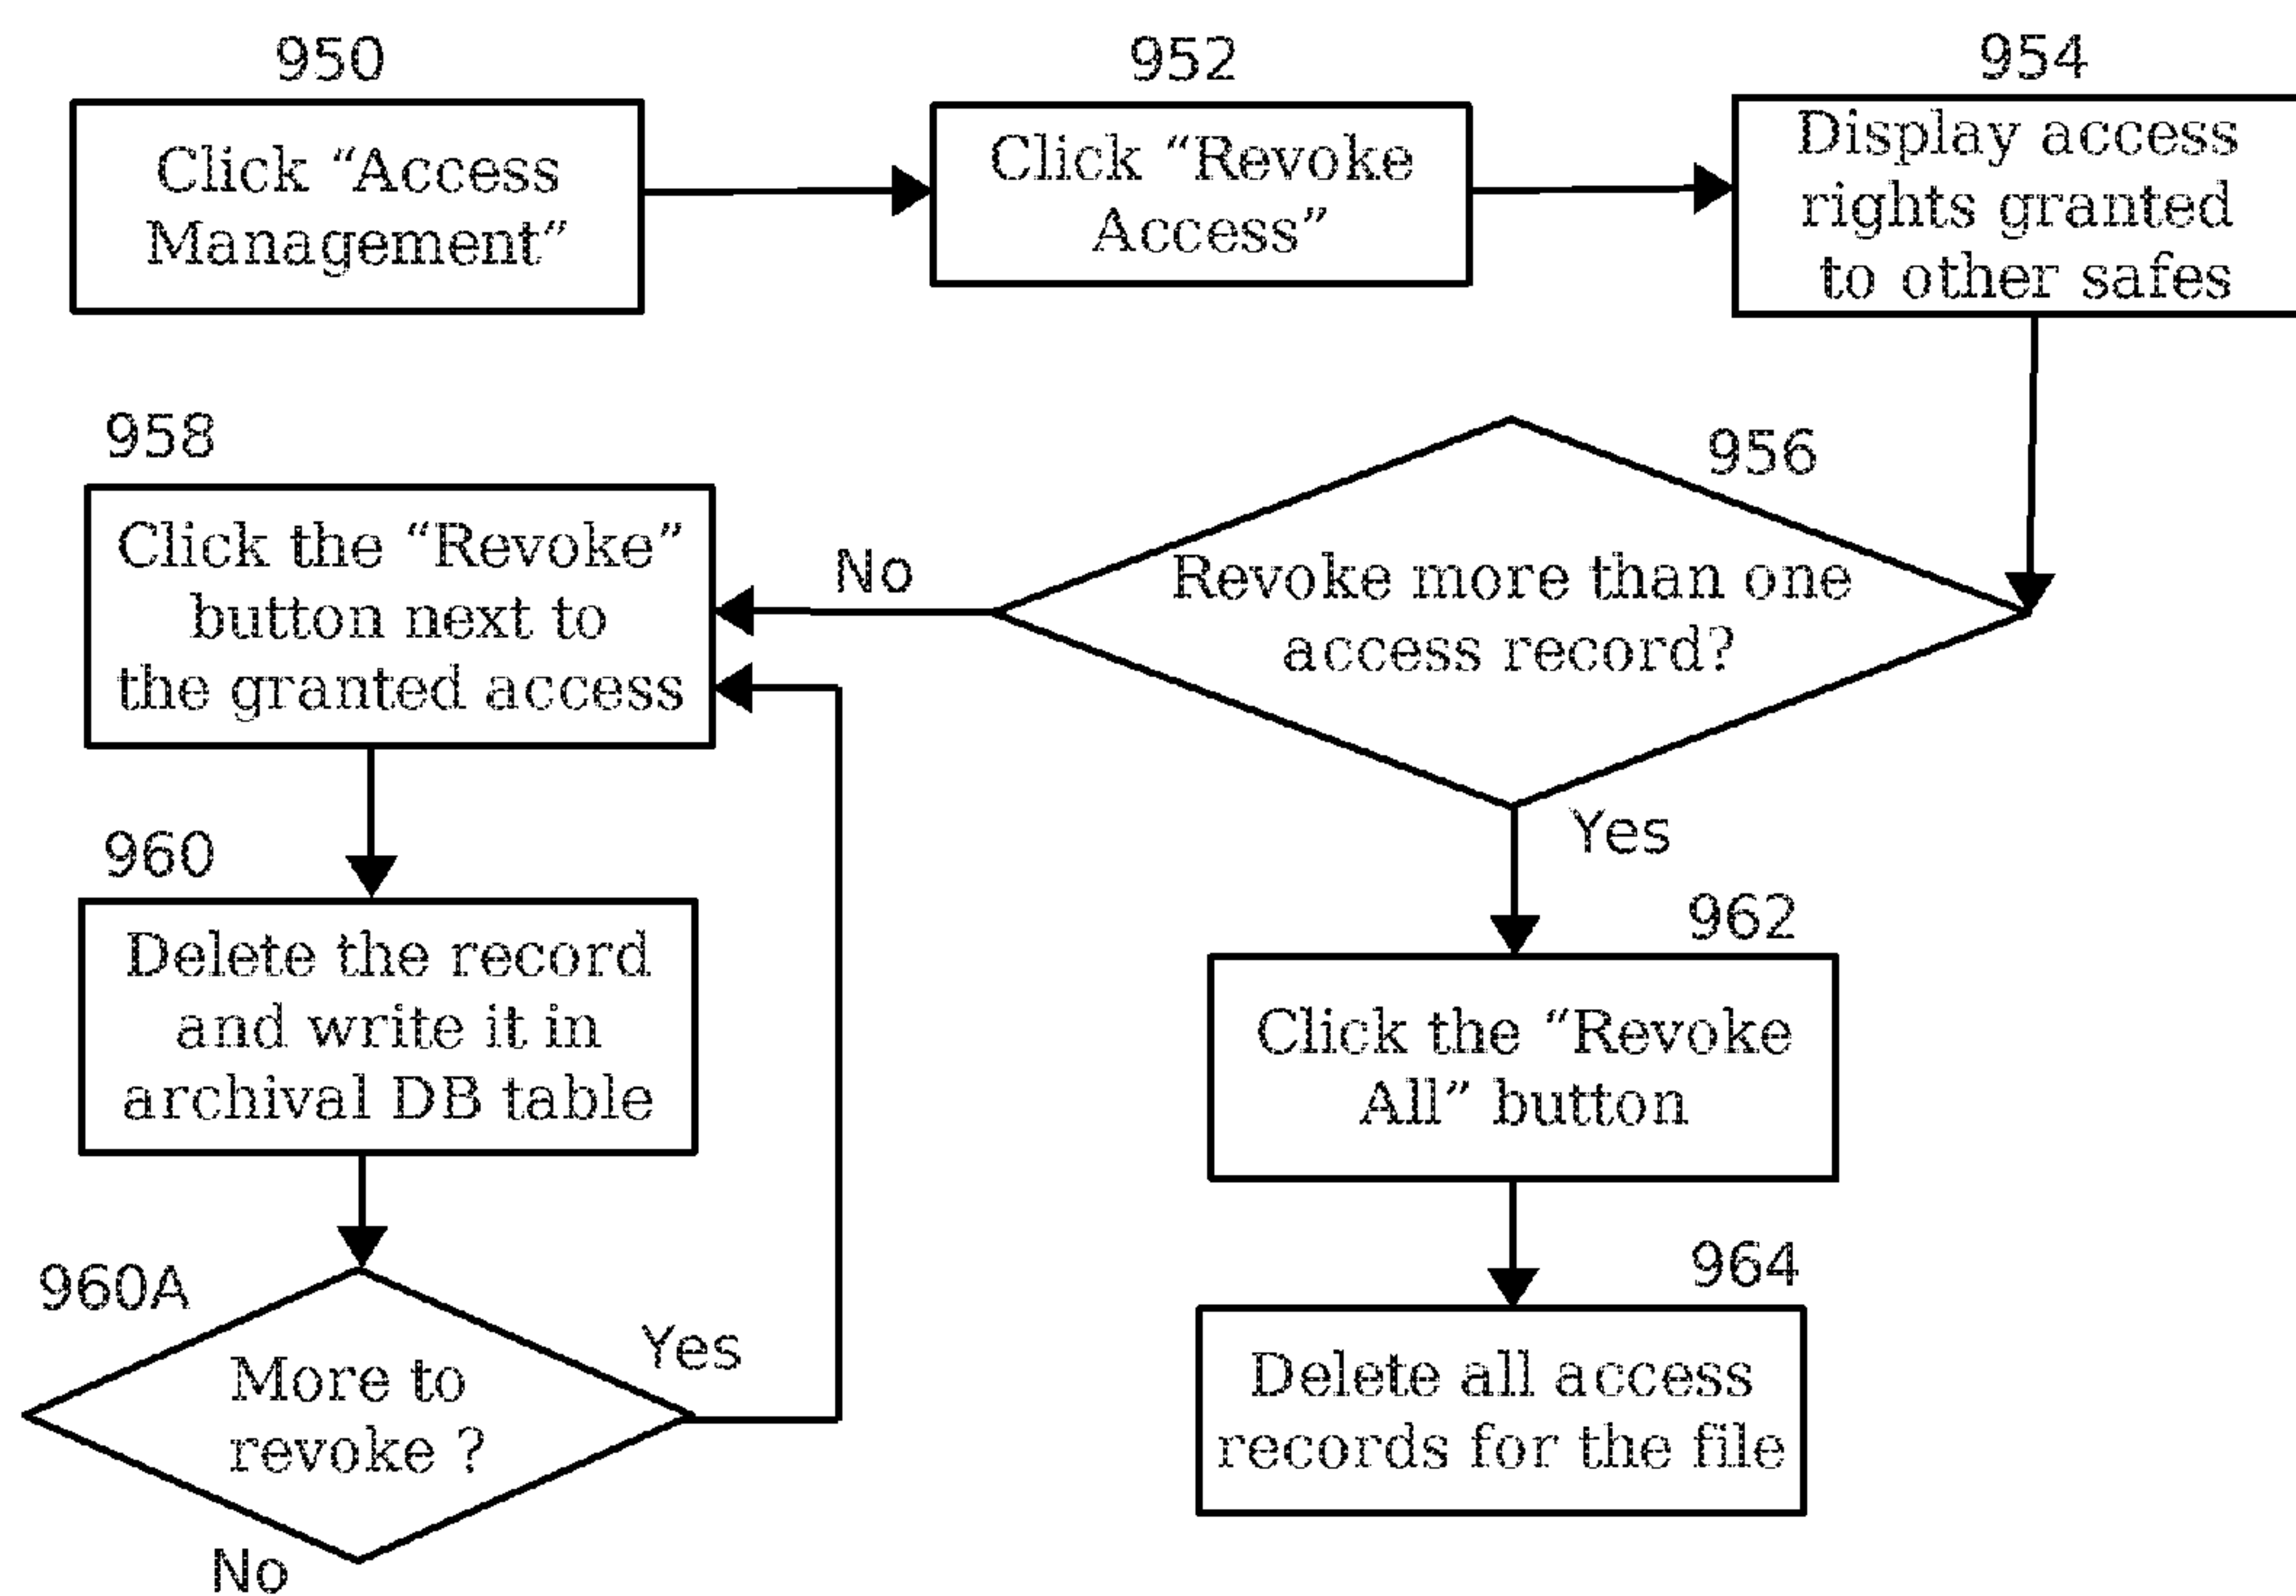 950
Click “Access
Management”
952
Click “Revoke
Access”
954
Display access
rights granted
to other safes
956
Revoke more than one
access record?
No
Yes
958
Click the “Revoke”
button next to
the granted access
960
Delete the record
and write it in
archival DB table
960A
More to
revoke ?
Yes
No
962
Click the “Revoke
All” button
964
Delete all access
records for the file